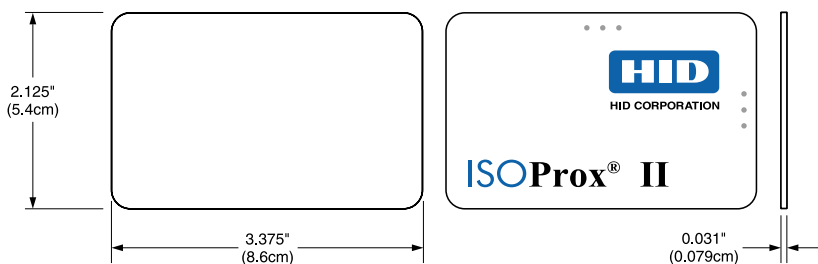 2.125"
(5.4cm)
HID
HID CORPORATION
ISOProx® II
3.375"
(8.6cm)
0.031"
(0.079cm)